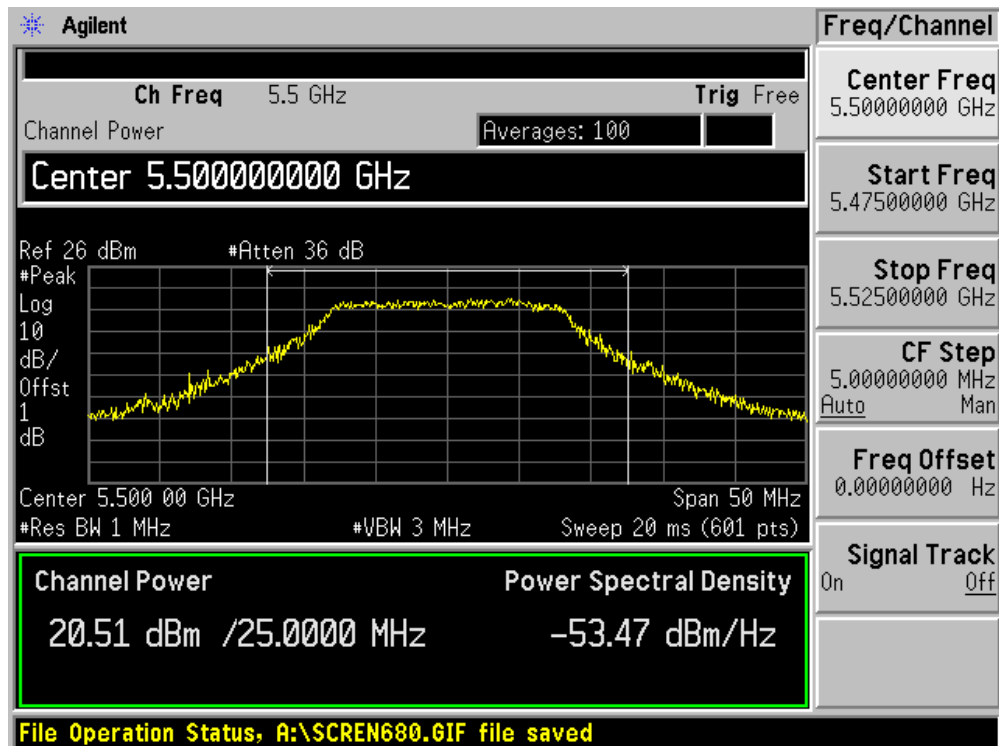 Agilent
Freq/Channel
Ch Freq 5.5 GHz Trig Free
Channel Power Averages: 100
Center 5.500000000 GHz
Ref 26 dBm #Atten 36 dB
#Peak
Log
10
dB/
Offst
1
dB
Center 5.500 00 GHz Span 50 MHz
#Res BW 1 MHz #VBW 3 MHz Sweep 20 ms (601 pts)
Channel Power Power Spectral Density
20.51 dBm /25.0000 MHz -53.47 dBm/Hz
Center Freq
5.50000000 GHz
Start Freq
5.47500000 GHz
Stop Freq
5.52500000 GHz
CF Step
5.00000000 MHz
Auto Man
Freq Offset
0.00000000 Hz
Signal Track
On Off
File Operation Status, A:\SCREN680.GIF file saved